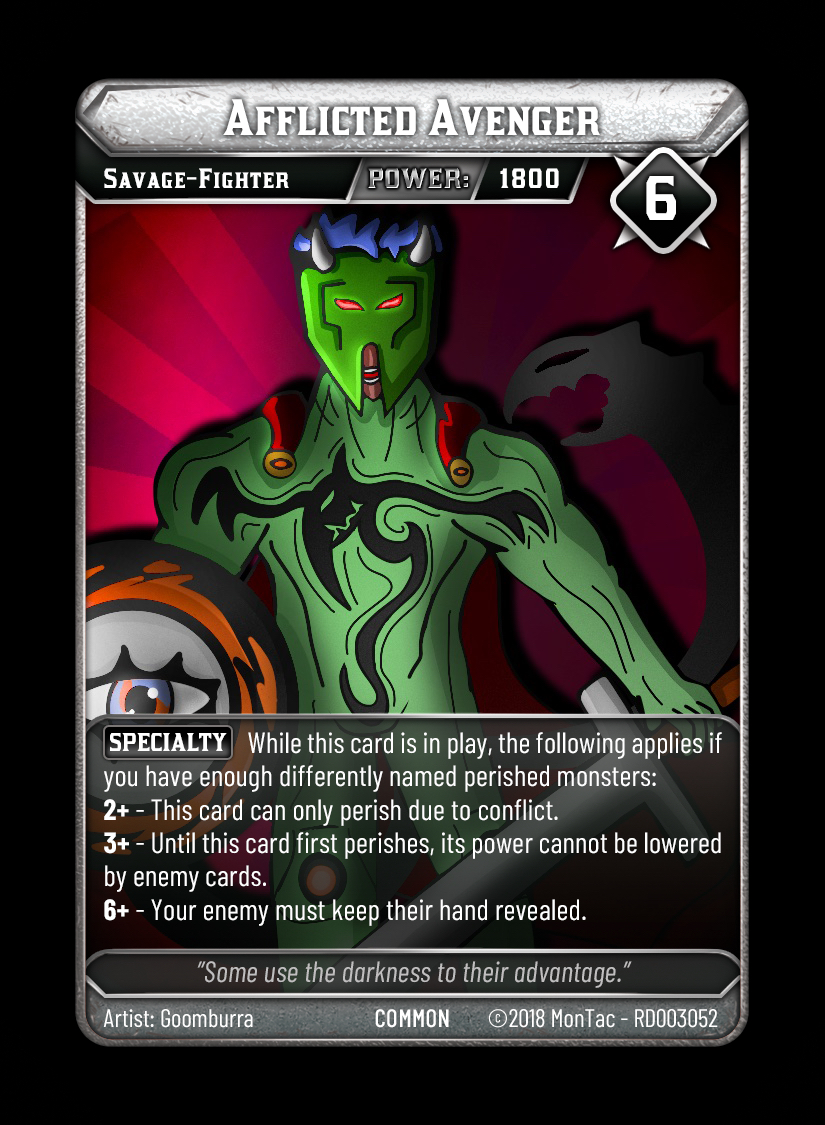 Afflicted Avenger
Savage-Fighter POWER: 1800
6
SPECIALTY While this card is in play, the following applies if
you have enough differently named perished monsters:
2+ - This card can only perish due to conflict.
3+ - Until this card first perishes, its power cannot be lowered
by enemy cards.
6+ - Your enemy must keep their hand revealed.
"Some use the darkness to their advantage."
Artist: Goomburra COMMON ©2018 MonTac - RD003052